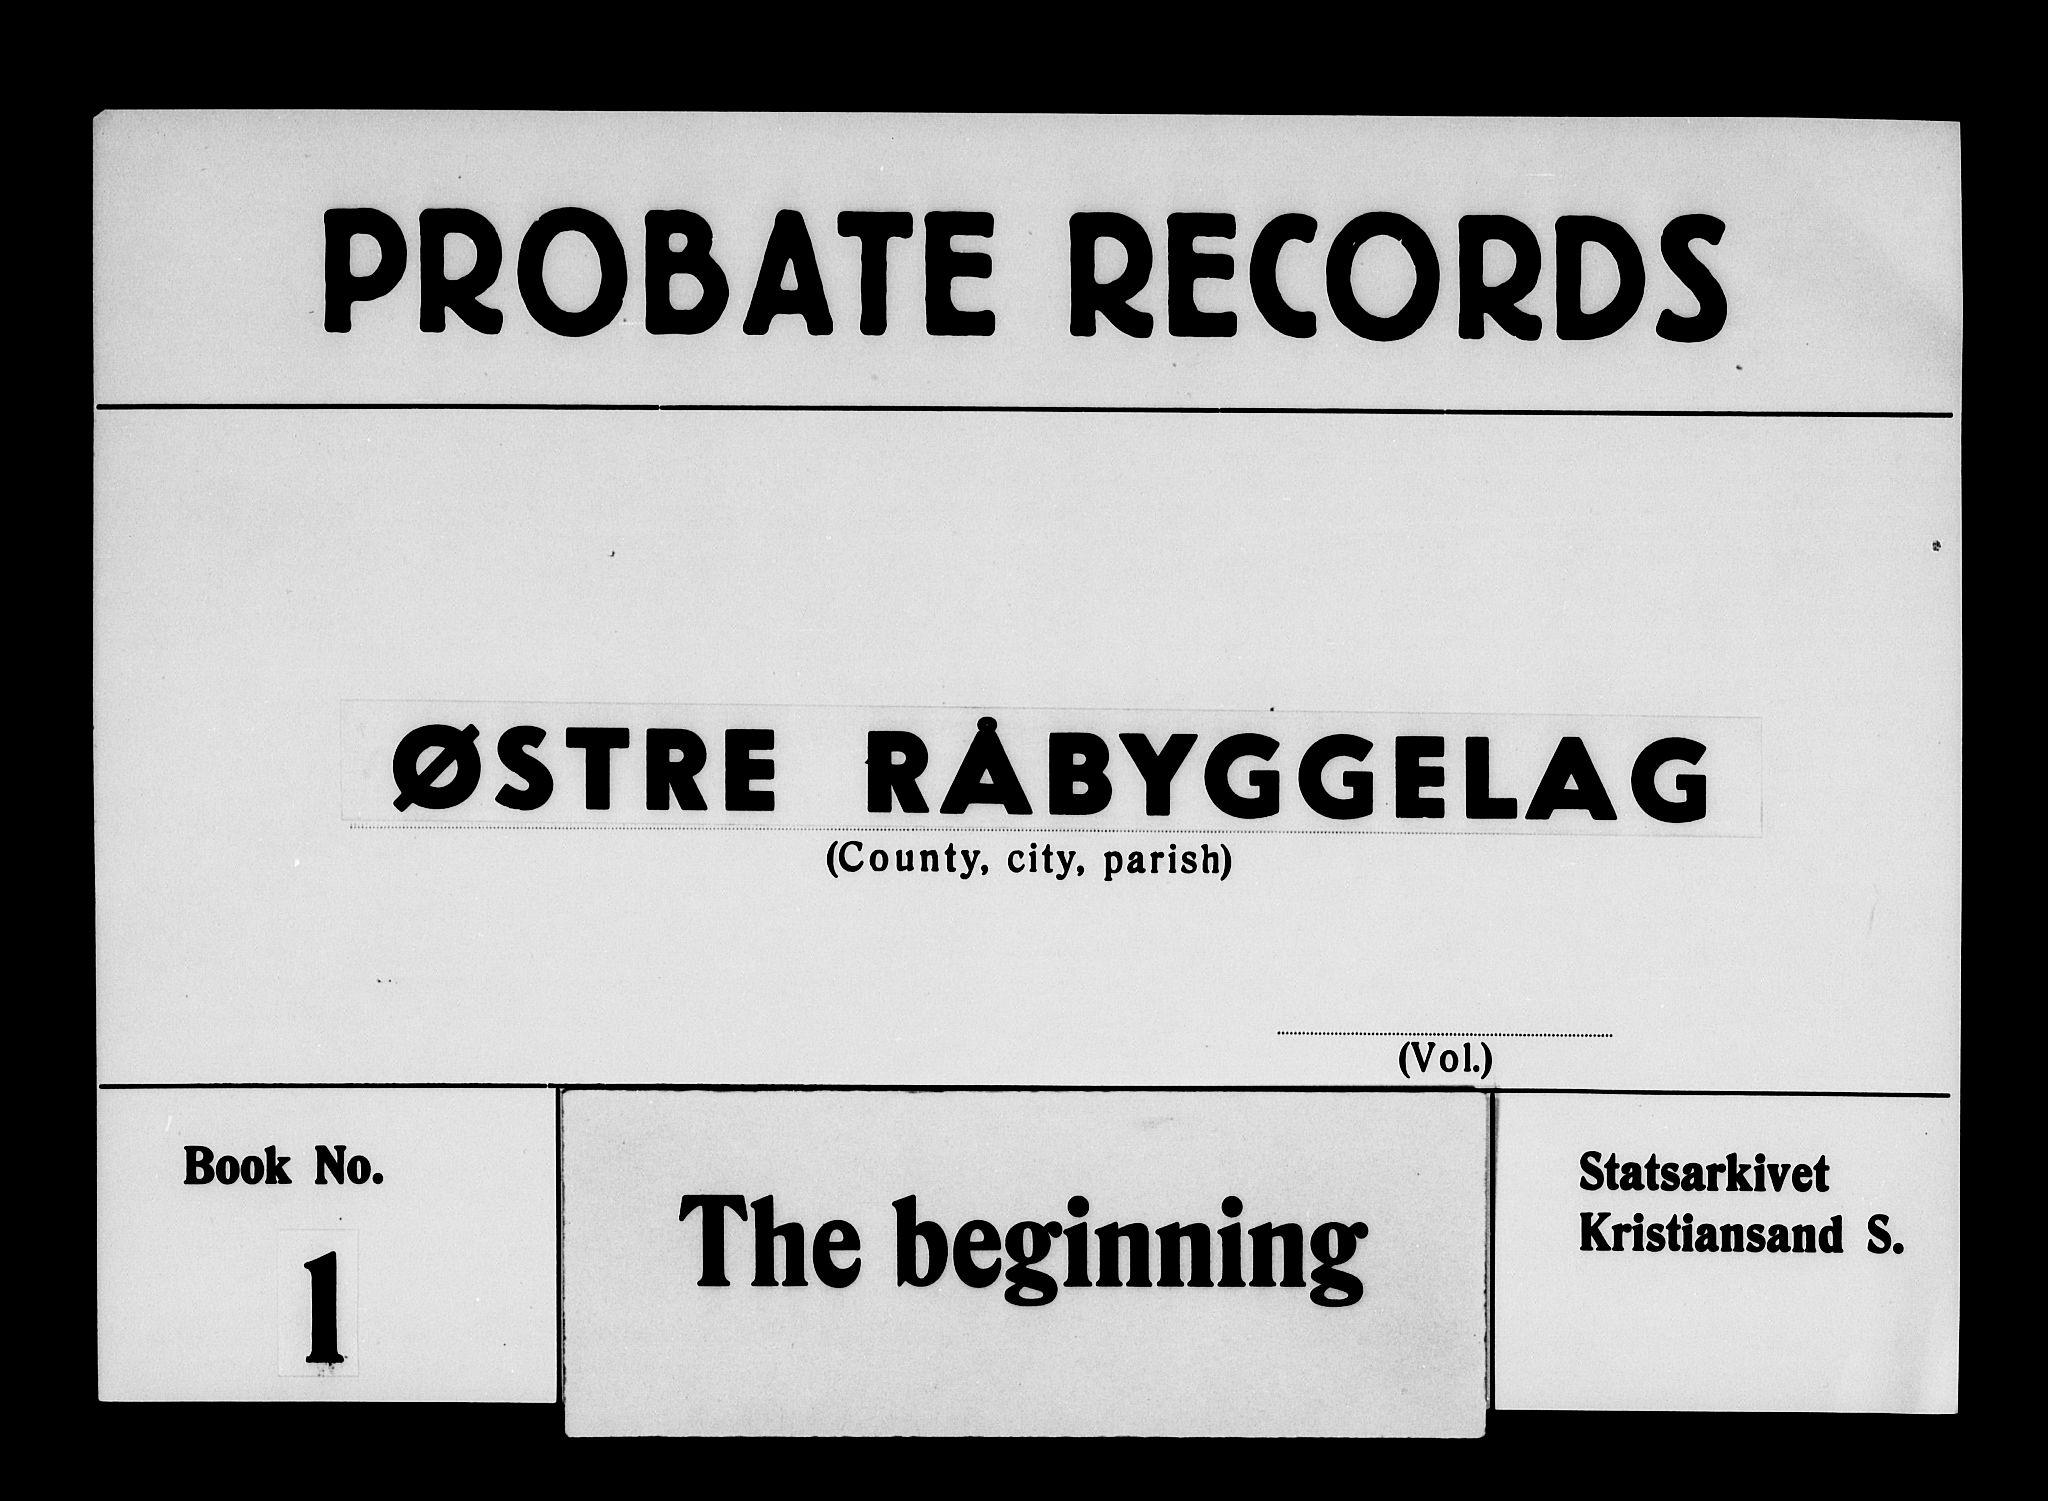 PROBATE RECORDS
ØSTRE RÅBYGGELAG
(County, city, parish)
(Vol.)
Book No.
1
The beginning
Statsarkivet
Kristiansand S.